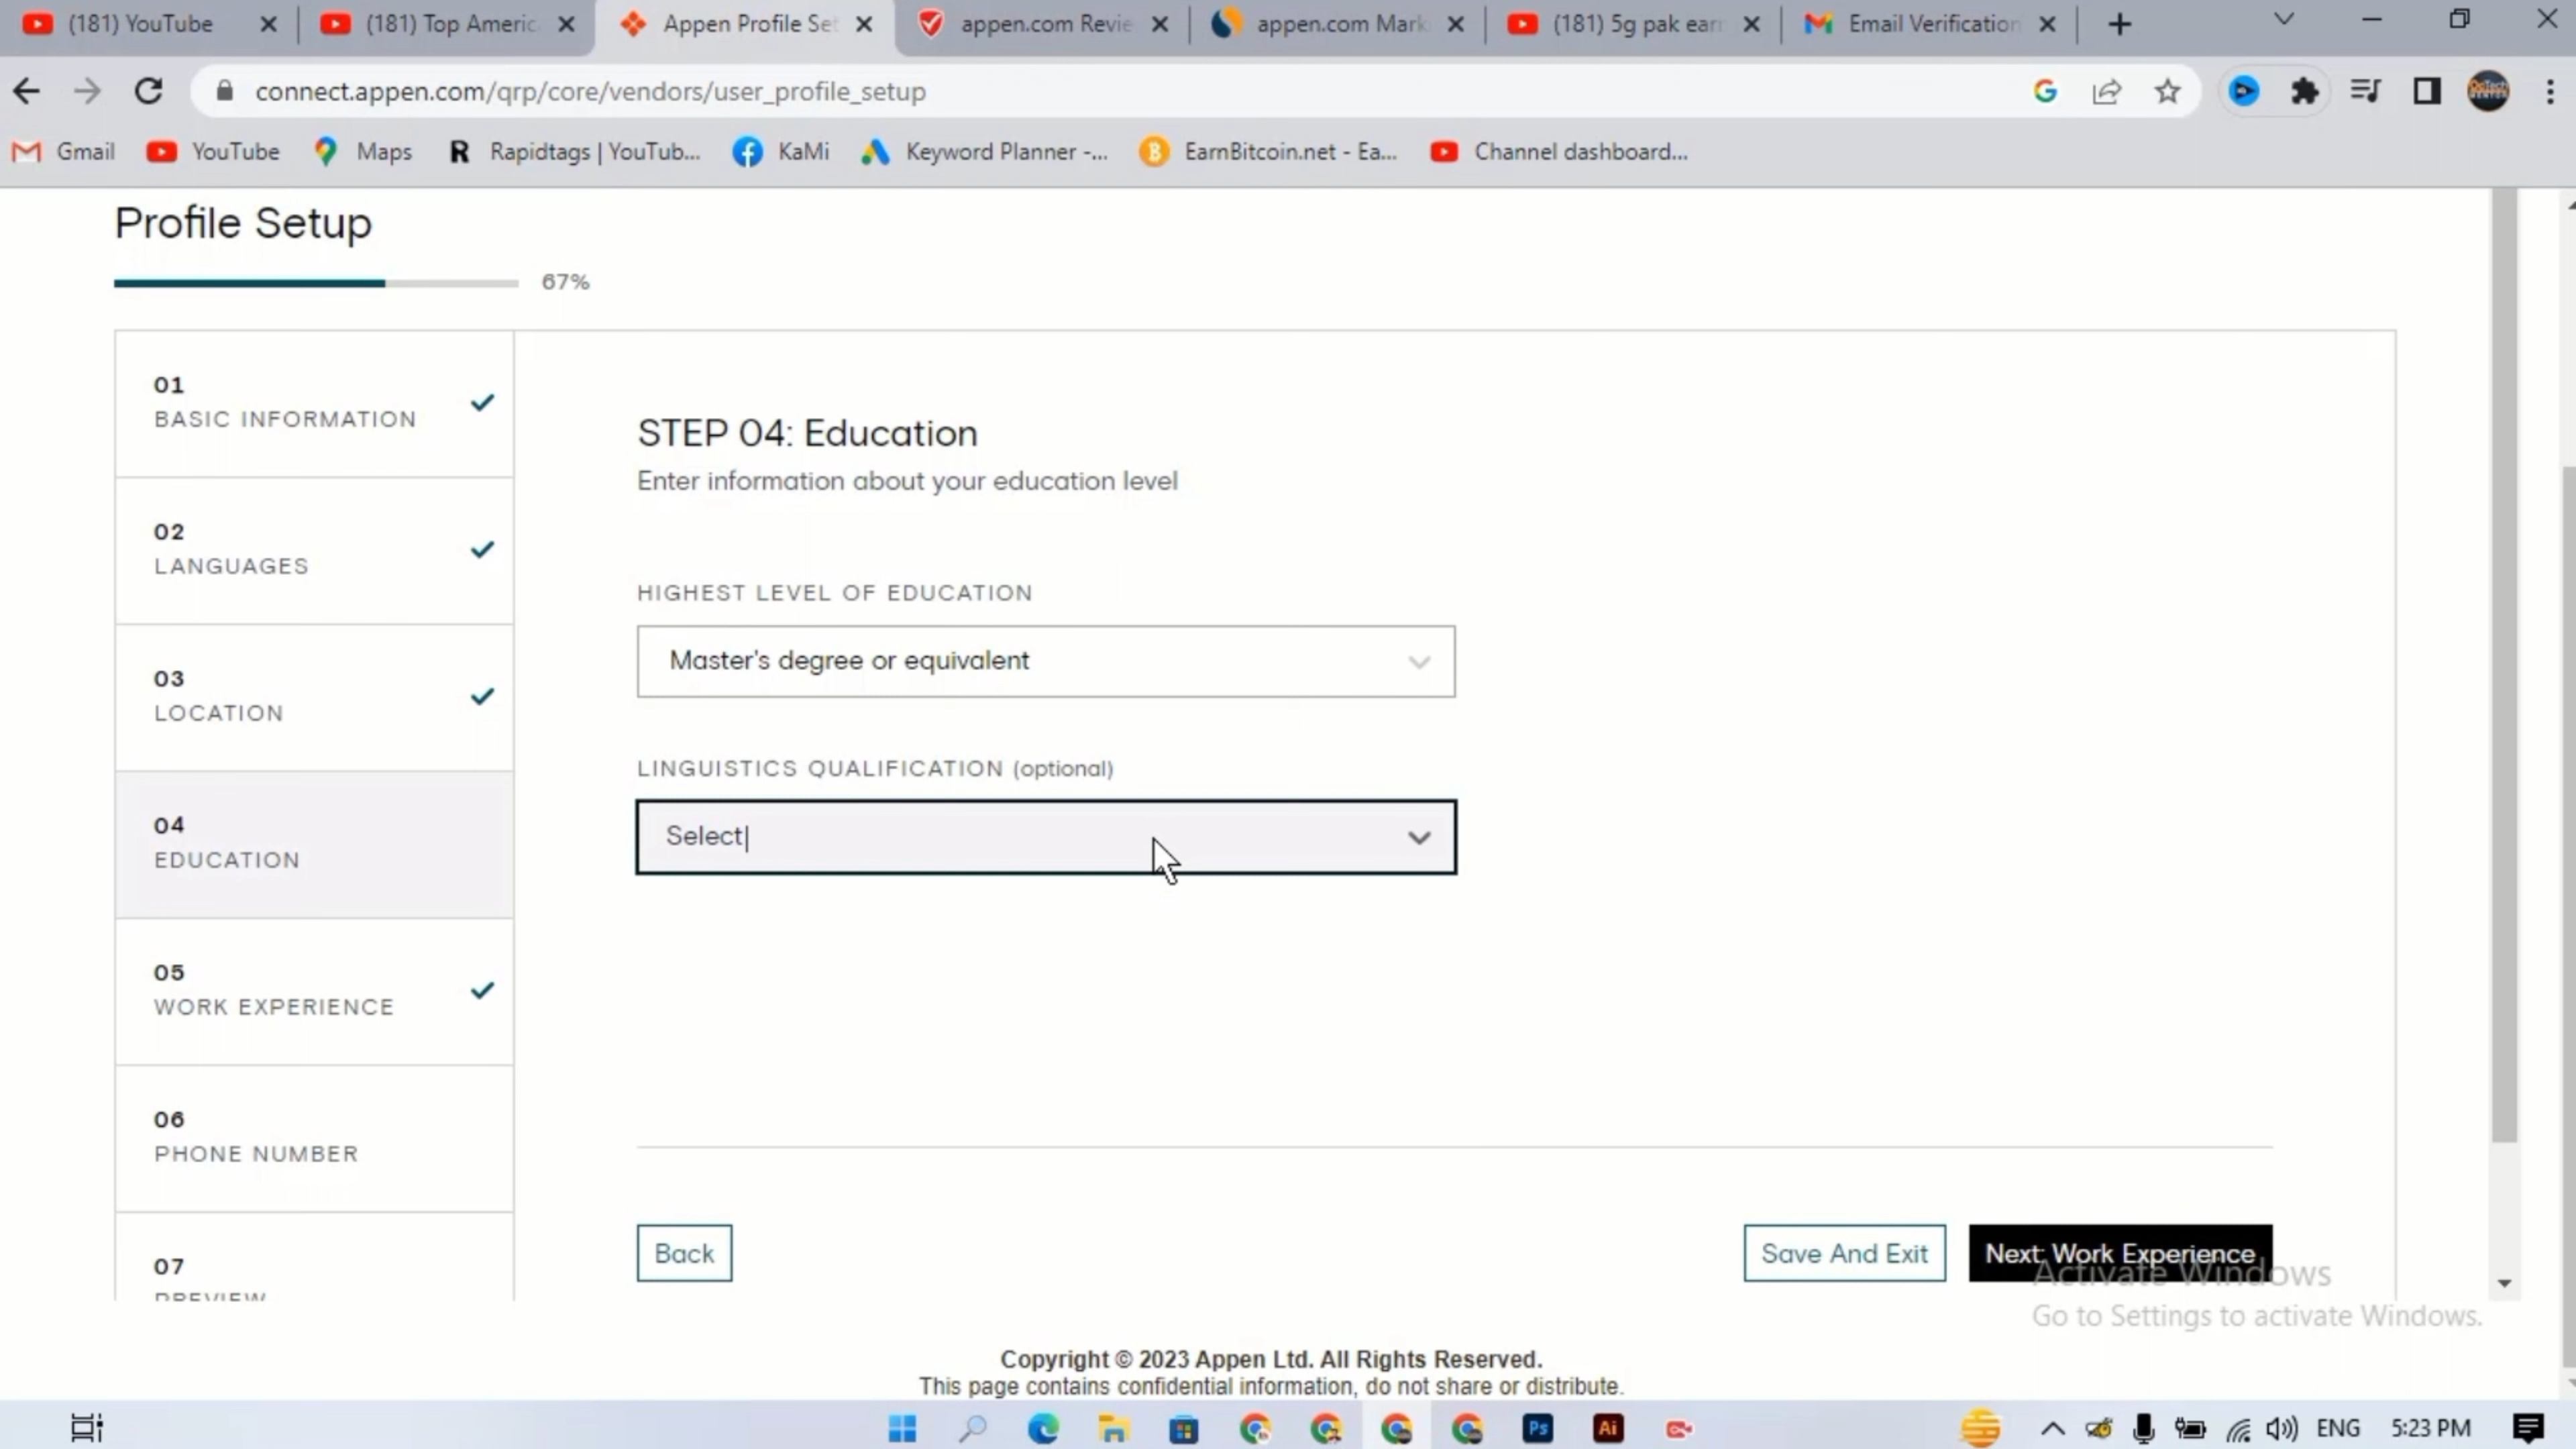 (181) YouTube
(181) Top Americ
Appen Profile Set
appen.com Revie
appen.com Mark
(181) 5g pak earn
Email Verification
connect.appen.com/qrp/core/vendors/user_profile_setup
Gmail
YouTube
Maps
Rapidtags | YouTub...
KaMi
Keyword Planner -...
EarnBitcoin.net - Ea...
Channel dashboard...
Profile Setup
67%
01
BASIC INFORMATION
02
LANGUAGES
03
LOCATION
04
EDUCATION
05
WORK EXPERIENCE
06
PHONE NUMBER
07
PREVIEW
STEP 04: Education
Enter information about your education level
HIGHEST LEVEL OF EDUCATION
Master's degree or equivalent
LINGUISTICS QUALIFICATION (optional)
Select
Back
Save And Exit
Next: Work Experience
Activate Windows
Go to Settings to activate Windows.
Copyright © 2023 Appen Ltd. All Rights Reserved.
This page contains confidential information, do not share or distribute.
Ps
Ai
ENG
5:23 PM